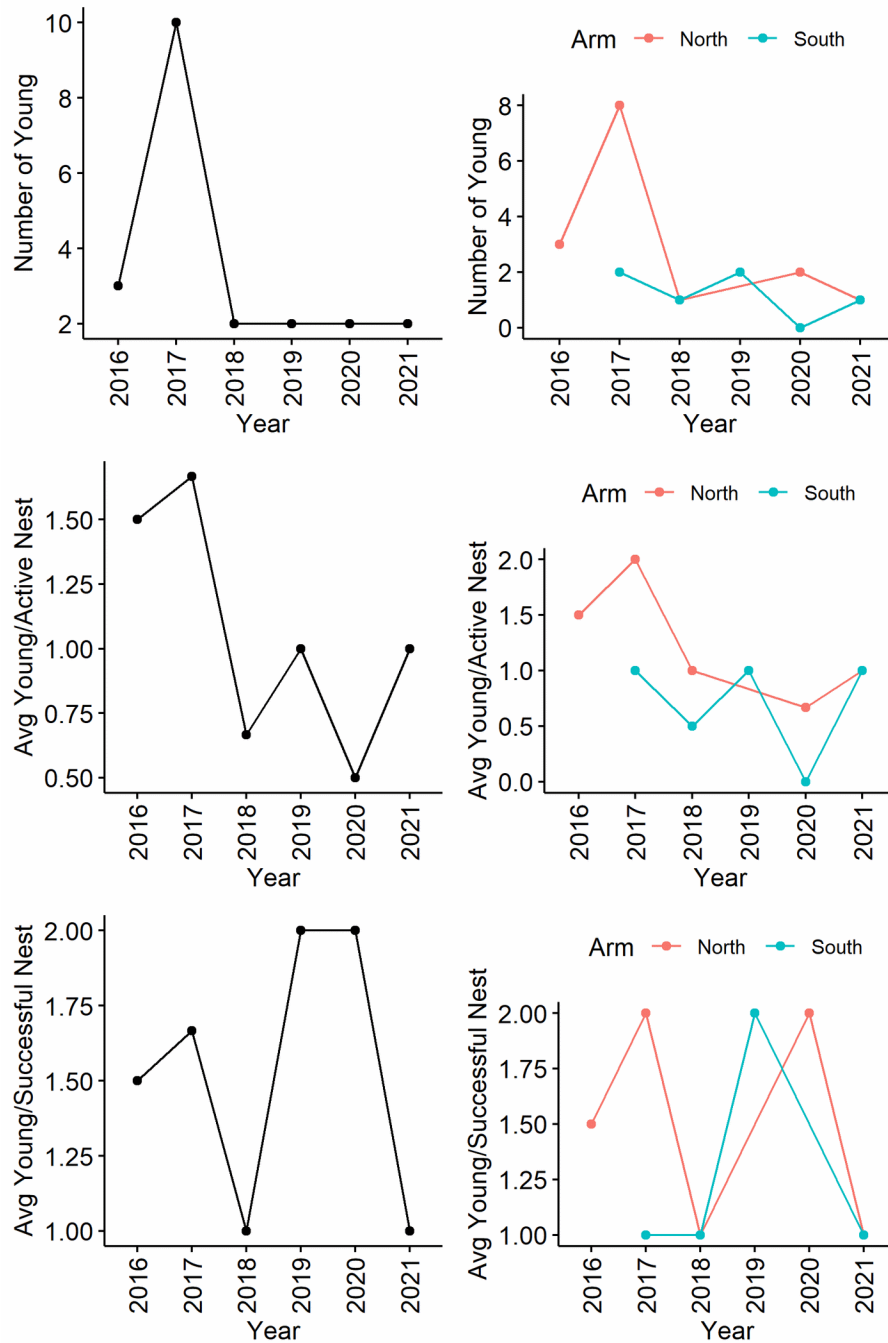 Number of Young
10
8
6
4
2
2016 2017 2018 2019 2020 2021
Year
Arm North South
Number of Young
8
6
4
2
0
2016 2017 2018 2019 2020 2021
Year
Avg Young/Active Nest
1.50
1.25
1.00
0.75
0.50
2016 2017 2018 2019 2020 2021
Year
Arm North South
Avg Young/Active Nest
2.0
1.5
1.0
0.5
0.0
2016 2017 2018 2019 2020 2021
Year
Avg Young/Successful Nest
2.00
1.75
1.50
1.25
1.00
2016 2017 2018 2019 2020 2021
Year
Arm North South
Avg Young/Successful Nest
2.00
1.75
1.50
1.25
1.00
2016 2017 2018 2019 2020 2021
Year